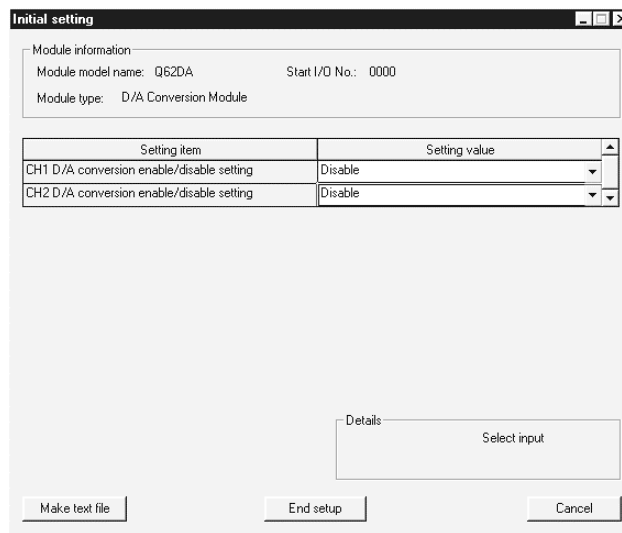 Initial setting
Module information
Module model name: Q62DA Start I/O No.: 0000
Module type: D/A Conversion Module
Setting item Setting value
CH1 D/A conversion enable/disable setting Disable
CH2 D/A conversion enable/disable setting Disable
Details
Select input
Make text file End setup Cancel